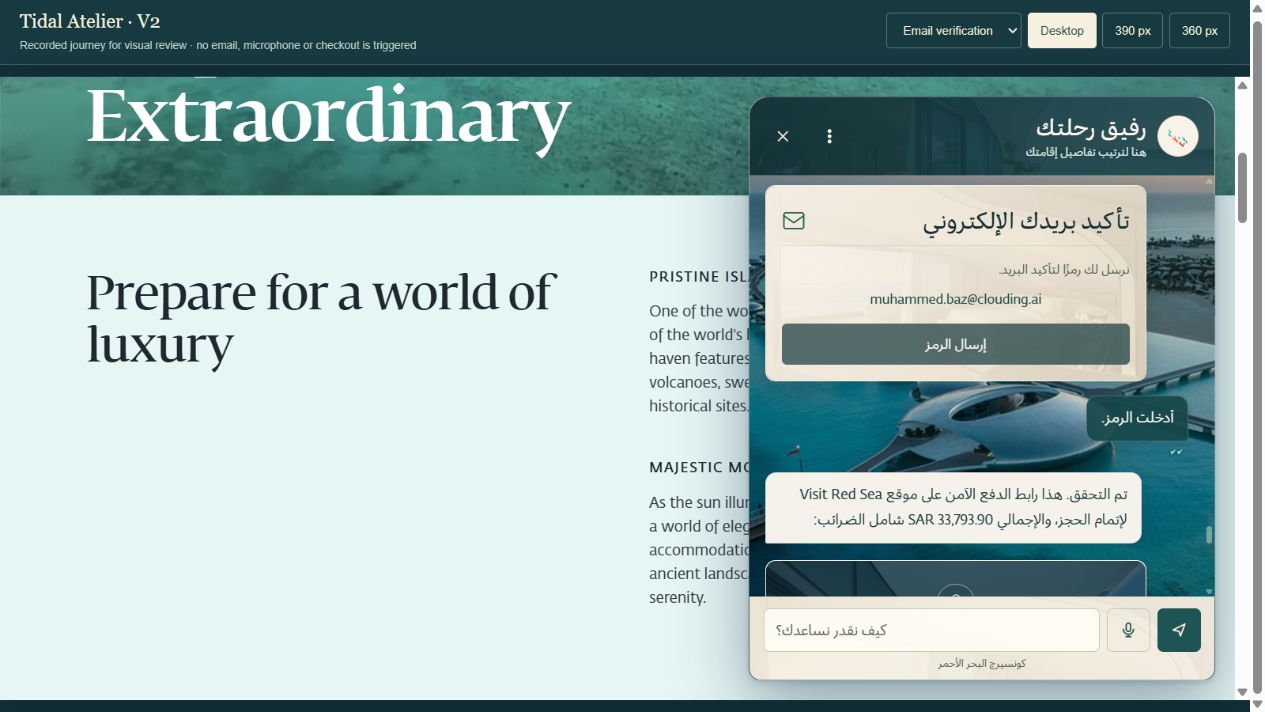 Tidal Atelier · V2
Recorded journey for visual review · no email, microphone or checkout is triggered
Email verification
Desktop
390 px
360 px
Extraordinary
Prepare for a world of
luxury
PRISTINE ISL
One of the wo
of the world's
haven features
volcanoes, swe
historical sites.
MAJESTIC MO
As the sun illur
a world of eleg
accommodatio
ancient landsca
serenity.
رفيق رحلتك
هنا لترتيب تفاصيل إقامتك
تأكيد بريدك الإلكتروني
نرسل لك رمزًا لتأكيد البريد.
muhammed.baz@clouding.ai
إرسال الرمز
أدخلت الرمز.
تم التحقق. هذا رابط الدفع الآمن على موقع Visit Red Sea
لإتمام الحجز، والإجمالي SAR 33,793.90 شامل الضرائب:
كيف نقدر نساعدك؟
كونسيرج البحر الأحمر